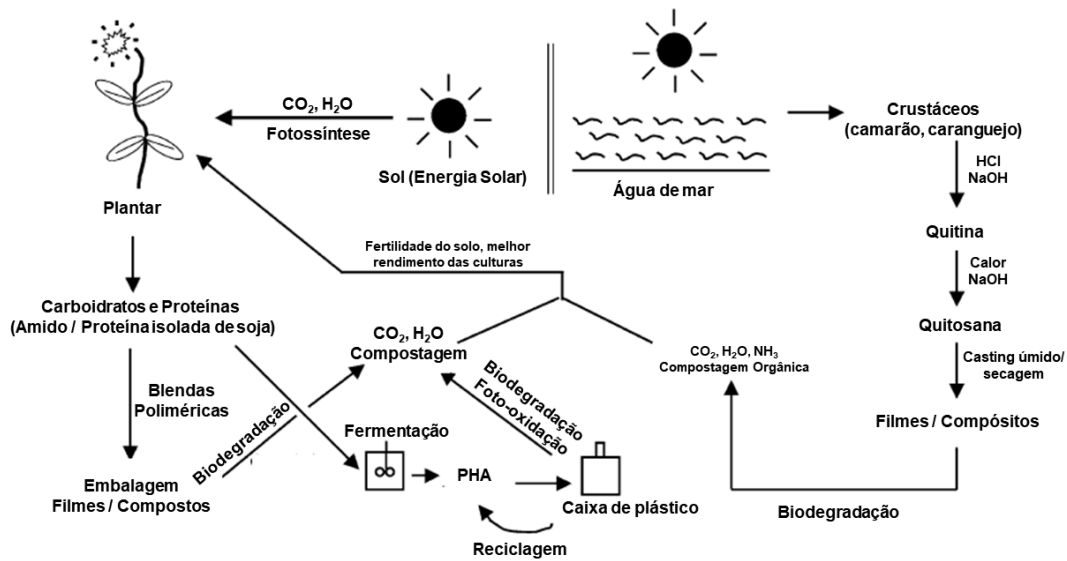 CO₂, H₂O
Fotossíntese
Sol (Energia Solar)
Plantar
Água de mar
Crustáceos
(camarão, caranguejo)
HCl
NaOH
Quitina
Calor
NaOH
Quitosana
Casting úmido/
secagem
Filmes / Compósitos
Biodegradação
CO₂, H₂O, NH₃
Compostagem Orgânica
Fertilidade do solo, melhor
rendimento das culturas
Carboidratos e Proteínas
(Amido / Proteína isolada de soja)
CO₂, H₂O
Compostagem
Blendas
Poliméricas
Biodegradação
Embalagem
Filmes / Compostos
Fermentação
PHA
Biodegradação
Foto-oxidação
Caixa de plástico
Reciclagem